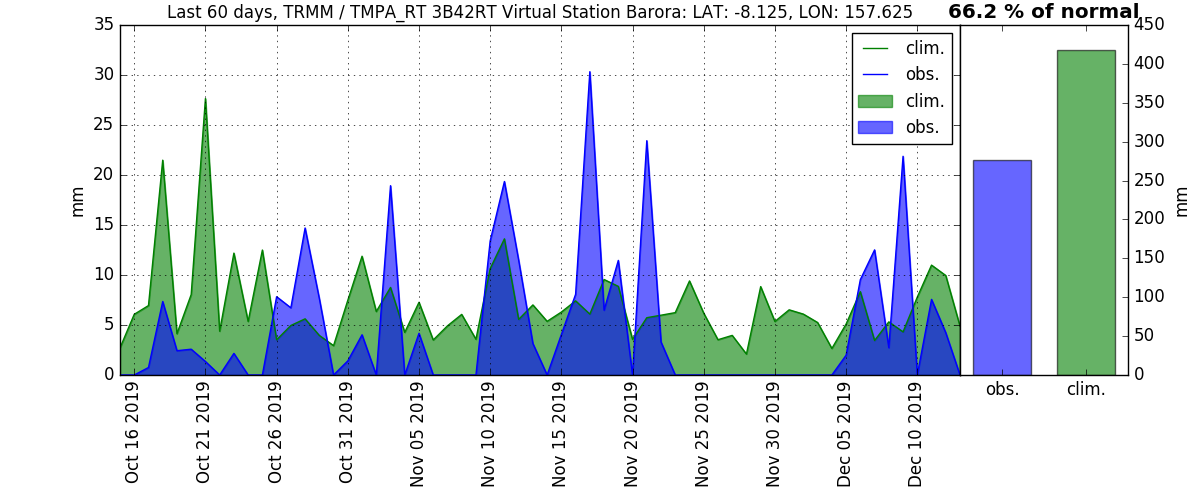 Last 60 days, TRMM / TMPA_RT 3B42RT Virtual Station Barora: LAT: -8.125, LON: 157.625
66.2 % of normal
35
30
25
20
15
10
5
0
mm
clim.
obs.
clim.
obs.
450
400
350
300
250
200
150
100
50
0
mm
obs.
clim.
Oct 16 2019
Oct 21 2019
Oct 26 2019
Oct 31 2019
Nov 05 2019
Nov 10 2019
Nov 15 2019
Nov 20 2019
Nov 25 2019
Nov 30 2019
Dec 05 2019
Dec 10 2019